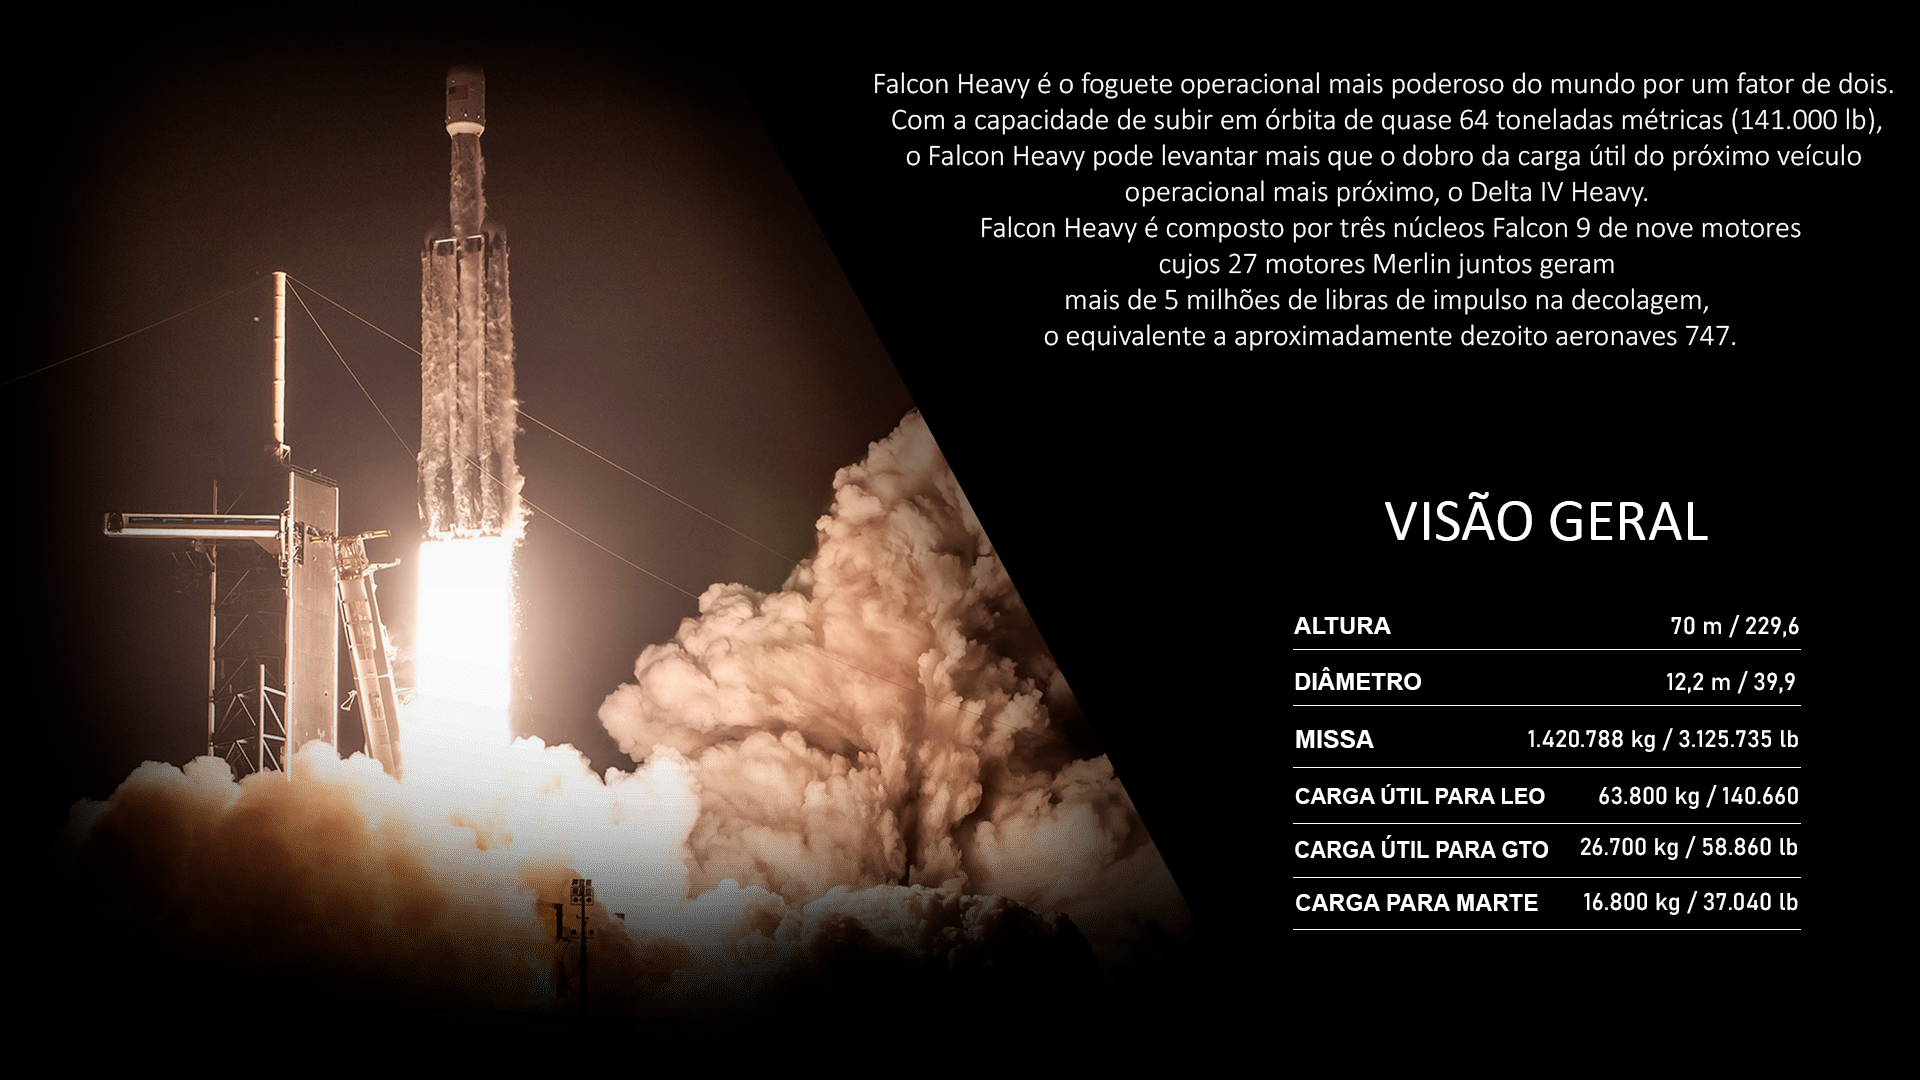 Falcon Heavy é o foguete operacional mais poderoso do mundo por um fator de dois.
Com a capacidade de subir em órbita de quase 64 toneladas métricas (141.000 lb),
o Falcon Heavy pode levantar mais que o dobro da carga útil do próximo veículo
operacional mais próximo, o Delta IV Heavy.
Falcon Heavy é composto por três núcleos Falcon 9 de nove motores
cujos 27 motores Merlin juntos geram
mais de 5 milhões de libras de impulso na decolagem,
o equivalente a aproximadamente dezoito aeronaves 747.
VISÃO GERAL
ALTURA 70 m / 229,6
DIÂMETRO 12,2 m / 39,9
MISSA 1.420.788 kg / 3.125.735 lb
CARGA ÚTIL PARA LEO 63.800 kg / 140.660
CARGA ÚTIL PARA GTO 26.700 kg / 58.860 lb
CARGA PARA MARTE 16.800 kg / 37.040 lb